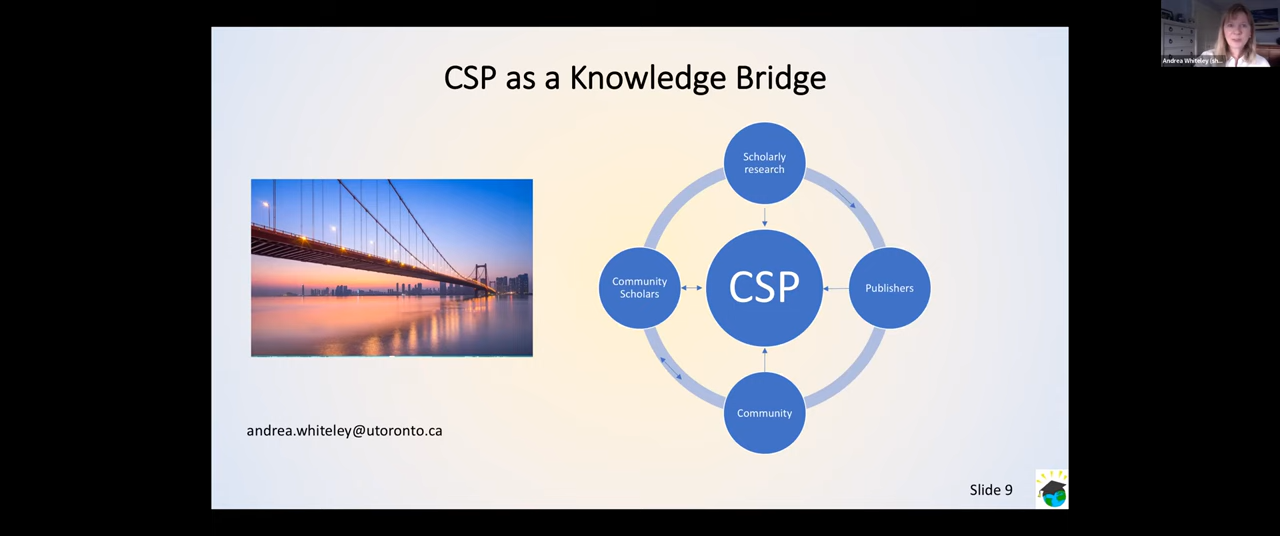 CSP as a Knowledge Bridge
Andrea Whiteley (sh...
Scholarly
research
Community
Scholars
CSP
Publishers
Community
andrea.whiteley@utoronto.ca
Slide 9